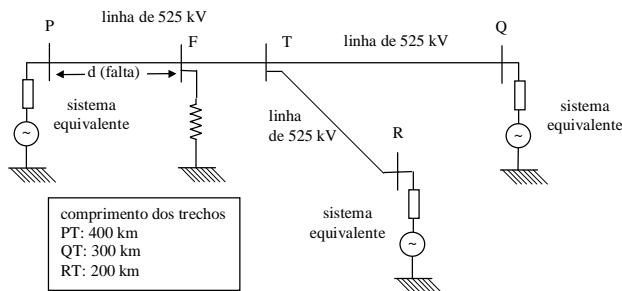 linha de 525 kV
P
F
T
linha de 525 kV
Q
d (falta)
sistema
equivalente
~
linha
de 525 kV
R
sistema
equivalente
~
sistema
equivalente
~
comprimento dos trechos
PT: 400 km
QT: 300 km
RT: 200 km